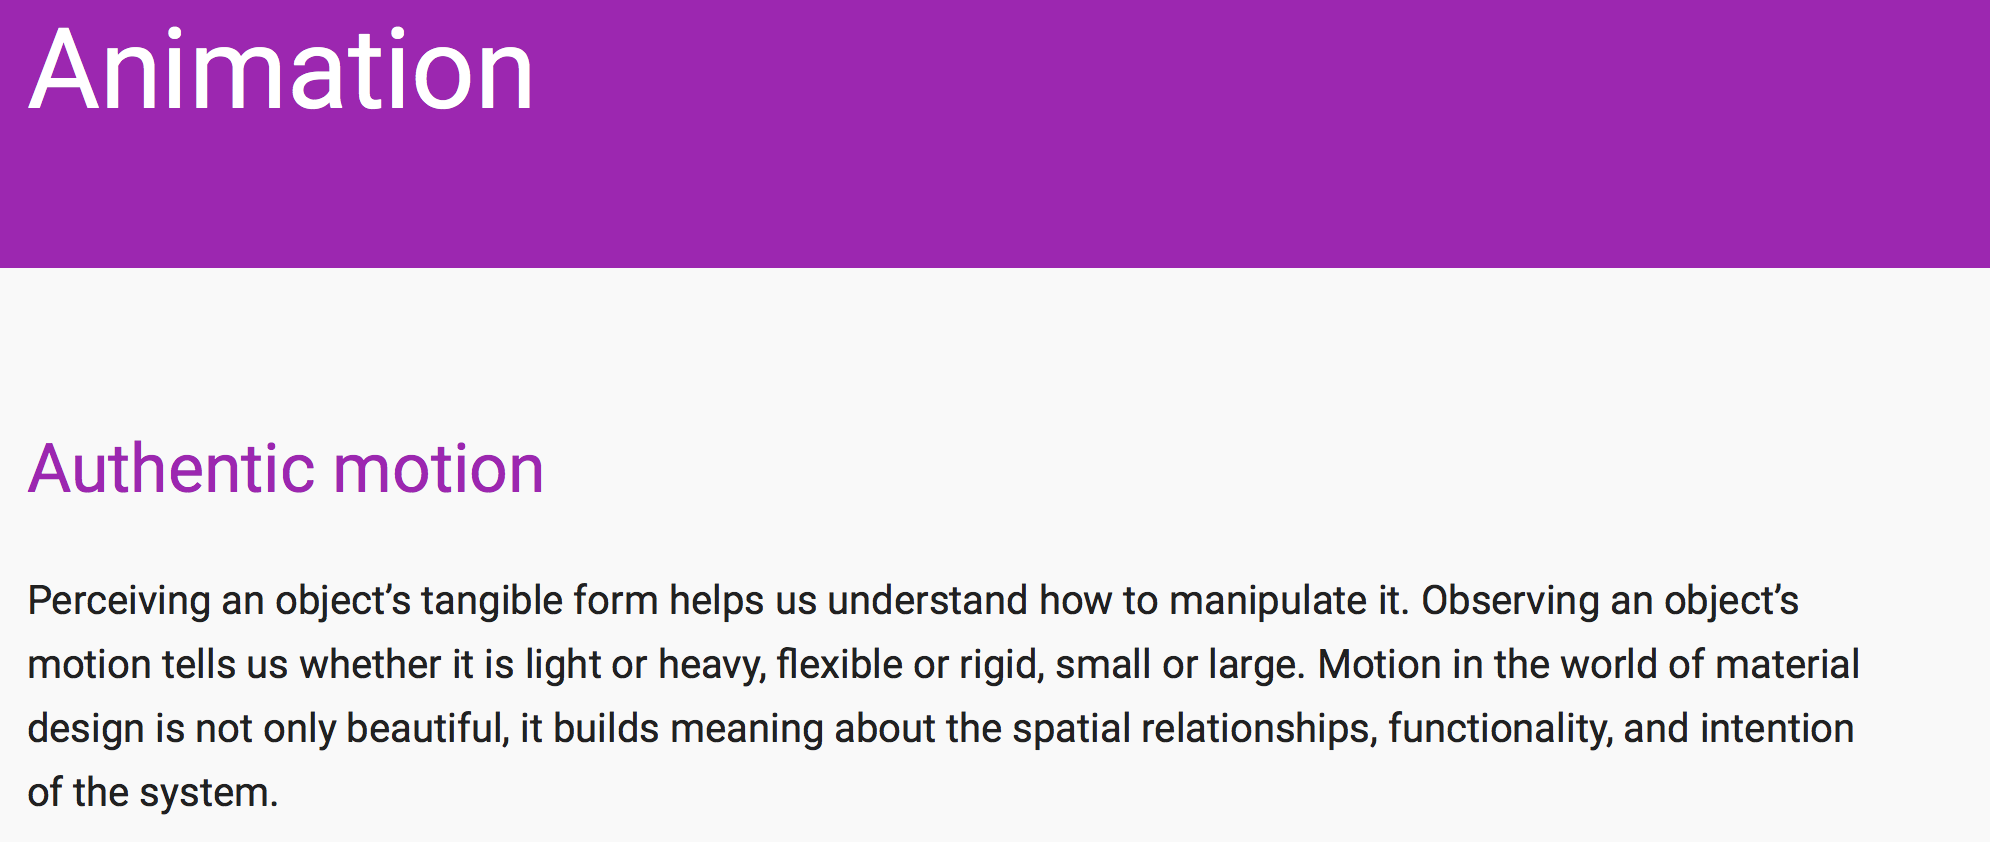 Animation
Authentic motion
Perceiving an object’s tangible form helps us understand how to manipulate it. Observing an object’s
motion tells us whether it is light or heavy, flexible or rigid, small or large. Motion in the world of material
design is not only beautiful, it builds meaning about the spatial relationships, functionality, and intention
of the system.